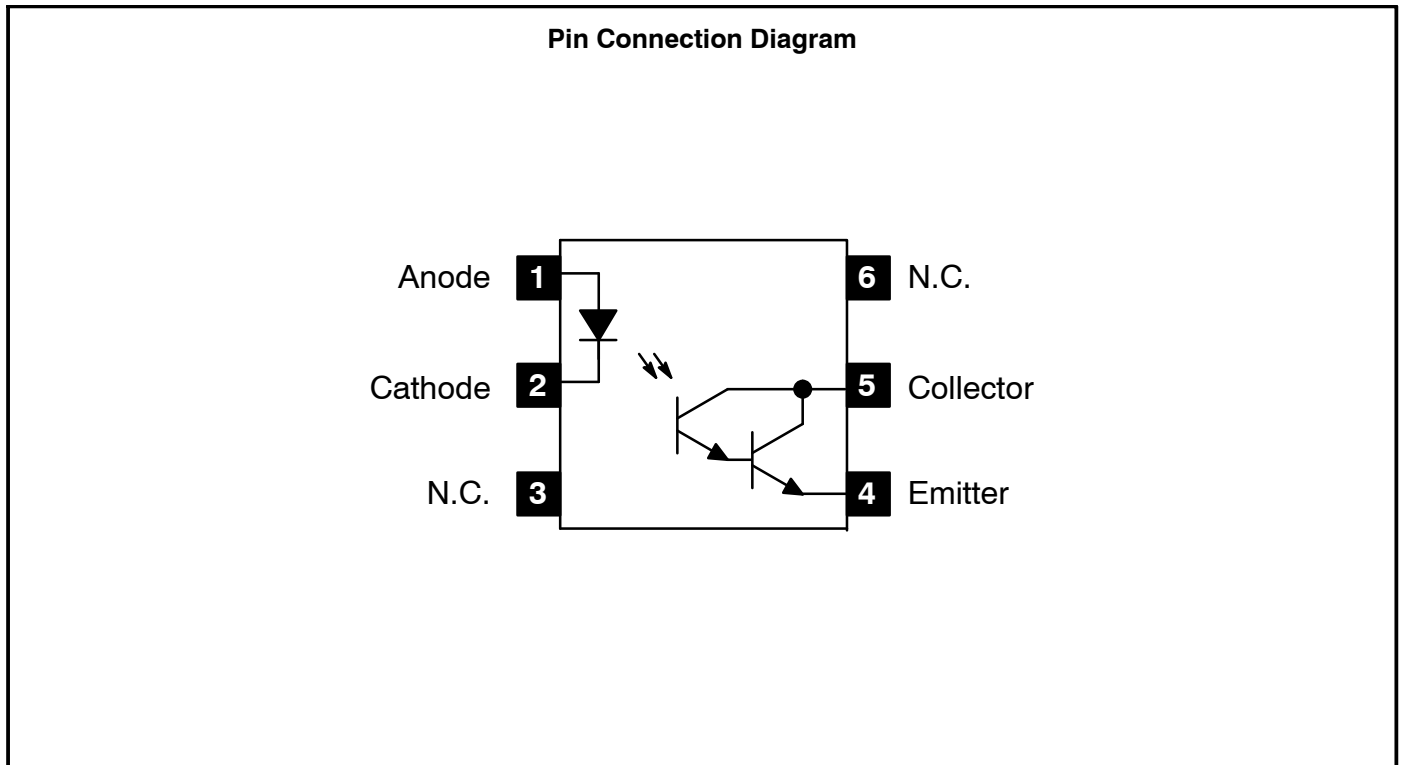 Pin Connection Diagram
Anode 1
6 N.C.
Cathode 2
5 Collector
N.C. 3
4 Emitter